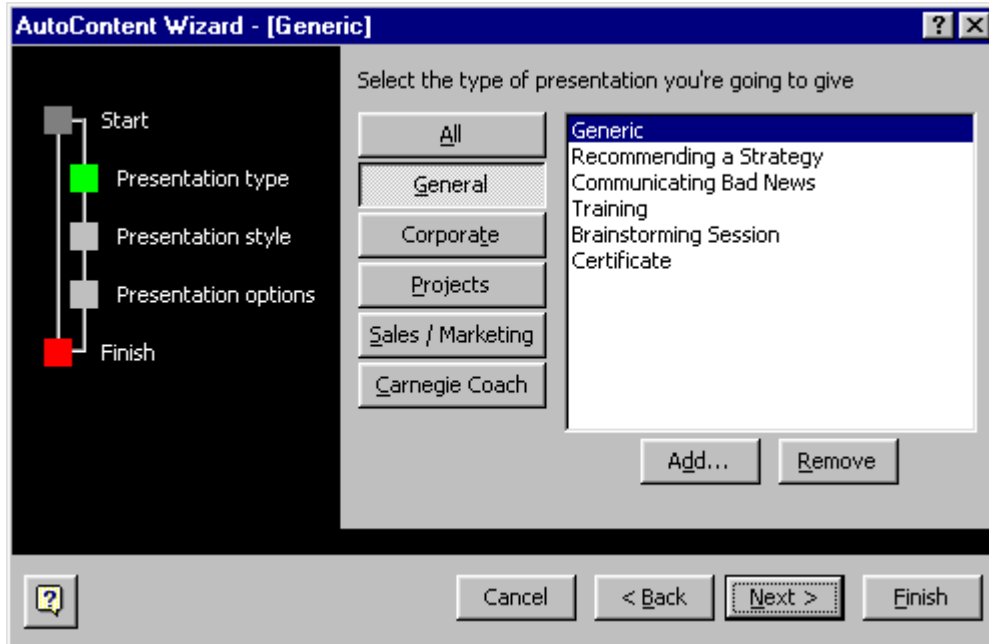 AutoContent Wizard - [Generic]
Select the type of presentation you're going to give
Start
Presentation type
Presentation style
Presentation options
Finish
All
General
Corporate
Projects
Sales / Marketing
Carnegie Coach
Generic
Recommending a Strategy
Communicating Bad News
Training
Brainstorming Session
Certificate
Add...
Remove
Cancel
< Back
Next >
Finish